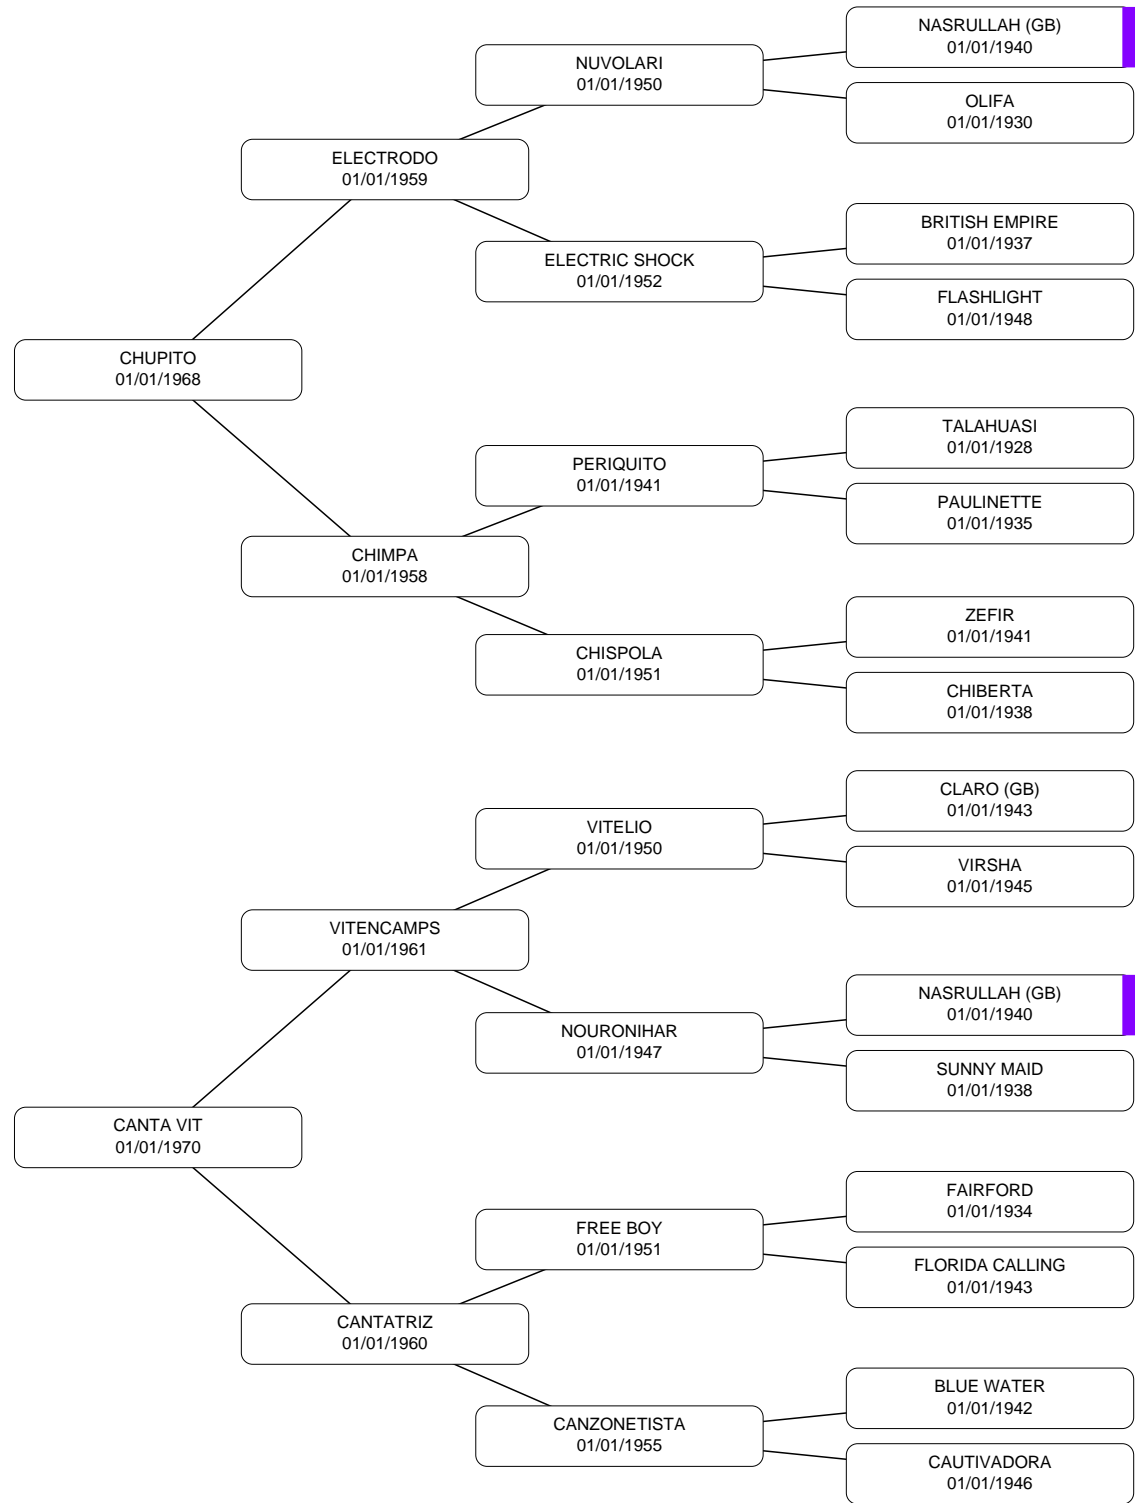 NASRULLAH (GB)
01/01/1940
NUVOLARI
01/01/1950
OLIFA
01/01/1930
ELECTRODO
01/01/1959
BRITISH EMPIRE
01/01/1937
ELECTRIC SHOCK
01/01/1952
FLASHLIGHT
01/01/1948
CHUPITO
01/01/1968
TALAHUASI
01/01/1928
PERIQUITO
01/01/1941
PAULINETTE
01/01/1935
CHIMPA
01/01/1958
ZEFIR
01/01/1941
CHISPOLA
01/01/1951
CHIBERTA
01/01/1938
CLARO (GB)
01/01/1943
VITELIO
01/01/1950
VIRSHA
01/01/1945
VITENCAMPS
01/01/1961
NASRULLAH (GB)
01/01/1940
NOURONIHAR
01/01/1947
SUNNY MAID
01/01/1938
CANTA VIT
01/01/1970
FAIRFORD
01/01/1934
FREE BOY
01/01/1951
FLORIDA CALLING
01/01/1943
CANTATRIZ
01/01/1960
BLUE WATER
01/01/1942
CANZONETISTA
01/01/1955
CAUTIVADORA
01/01/1946